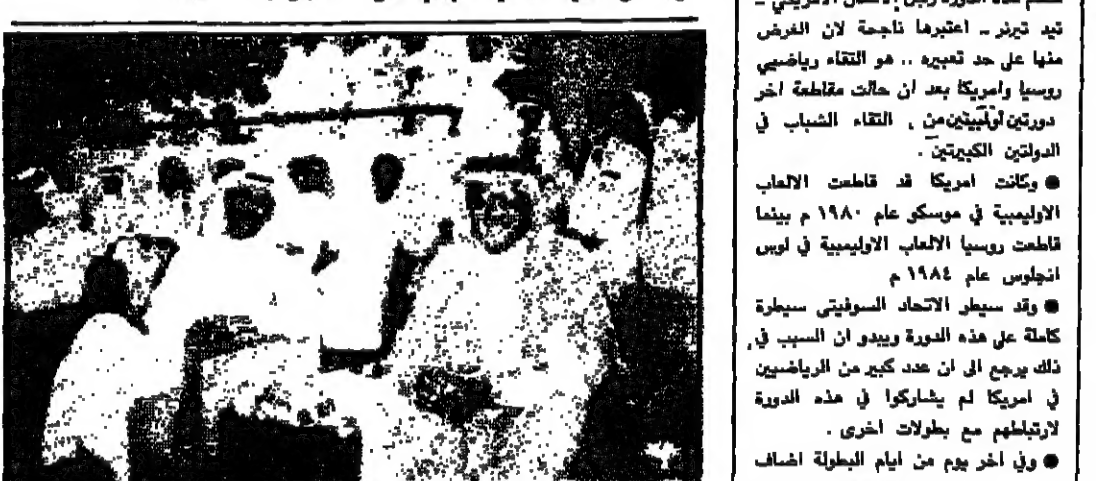 تيد تيرنر ـ اعتبرها ناجحة لان الغرض
منها على حد تعبيره .. هو التقاء رياضيي
روسيا وامريكا بعد ان حالت مقاطعة اخر
دورتين اولمبيتين من التقاء الشباب في
الدولتين الكبيرتين .
● وكانت امريكا قد قاطعت الالعاب
الاوليمبية في موسكو عام ١٩٨٠ م بينما
قاطعت روسيا الالعاب الاوليمبية في لوس
انجلوس عام ١٩٨٤ م
● وقد سيطر الاتحاد السوفيتى سيطرة
كاملة على هذه الدورة ويبدو ان السبب في
ذلك يرجع الى ان عدد كبير من الرياضيين
في امريكا لم يشاركوا في هذه الدورة
لارتباطهم مع بطولات اخرى .
● وفي اخر يوم من ايام البطولة اضاف